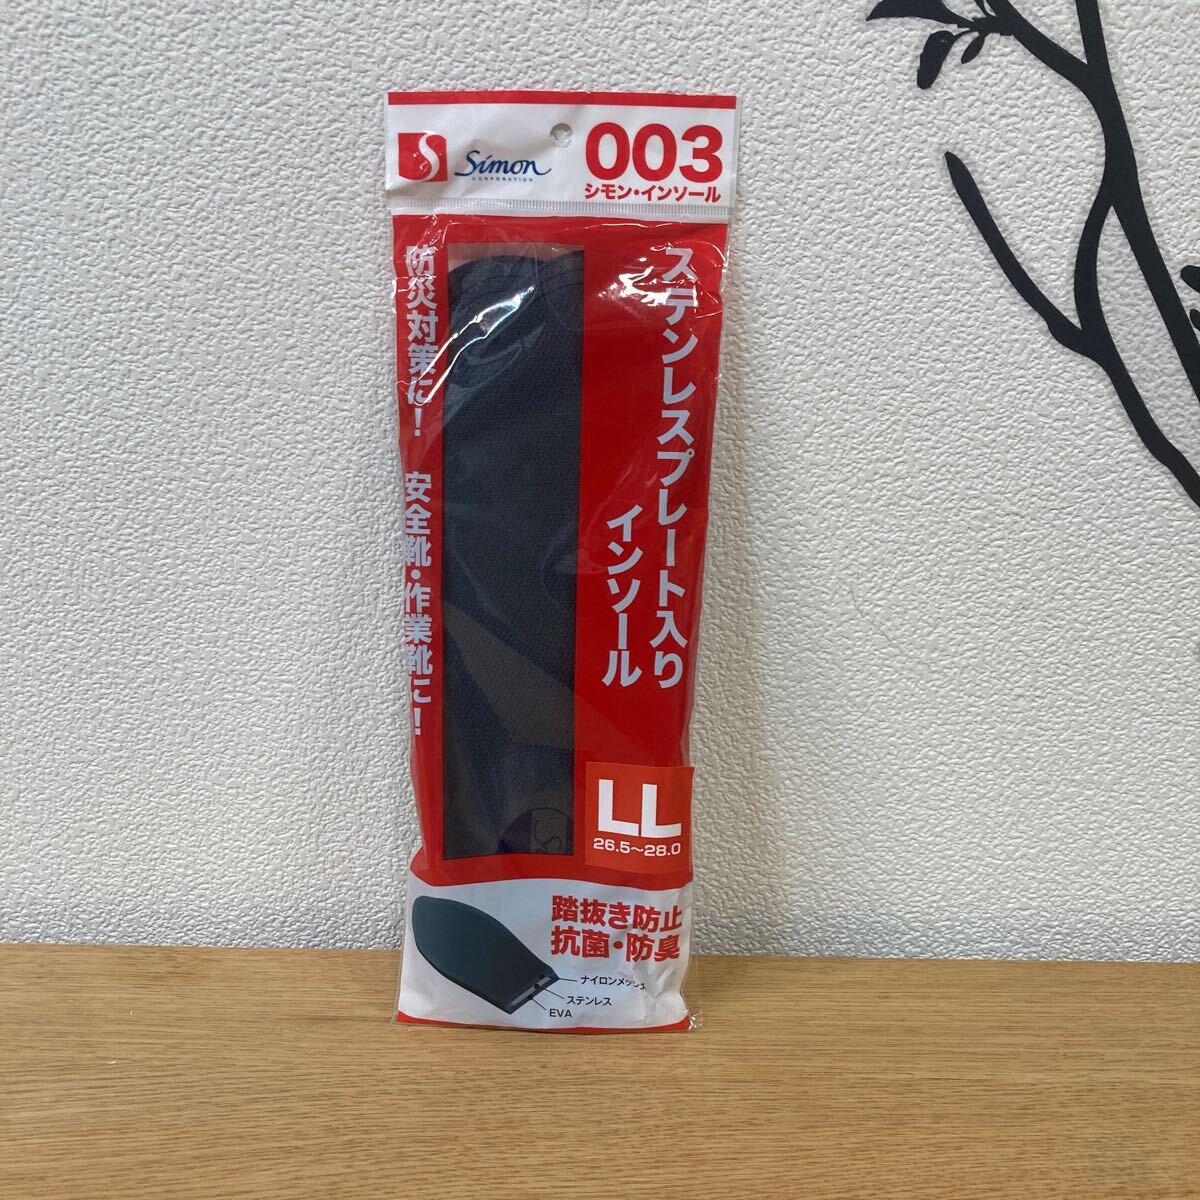 S
Simon
CORPORATION
003
シモン・インソール
ステンレスプレート入り
インソール
防災対策に! 安全靴・作業靴に!
LL
26.5～28.0
踏抜き防止
抗菌・防臭
ナイロンメッシュ
ステンレス
EVA